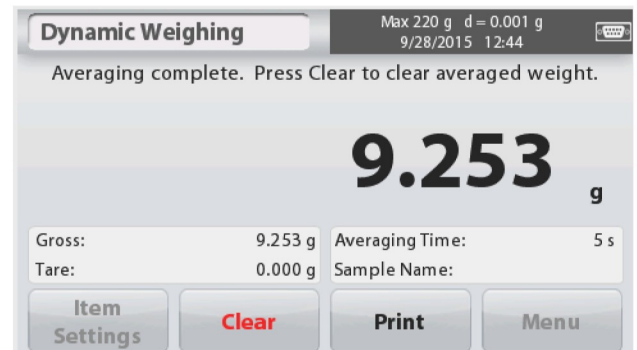 Dynamic Weighing
Max 220 g d = 0.001 g
9/28/2015 12:44
Averaging complete. Press Clear to clear averaged weight.
9.253 g
Gross: 9.253 g Averaging Time: 5 s
Tare: 0.000 g Sample Name:
Item Settings
Clear
Print
Menu